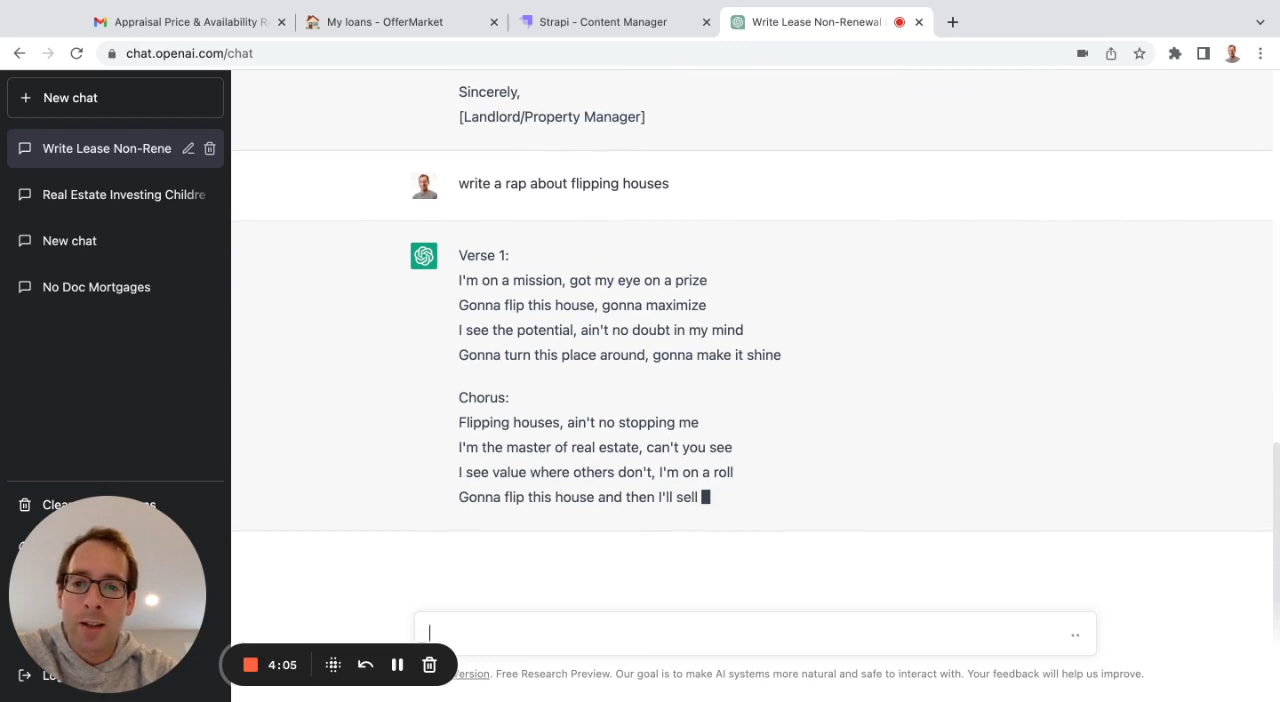 Appraisal Price & Availability R
My loans - OfferMarket
Strapi - Content Manager
Write Lease Non-Renewal
chat.openai.com/chat
New chat
Write Lease Non-Rene
Real Estate Investing Childre
New chat
No Doc Mortgages
Sincerely,
[Landlord/Property Manager]
write a rap about flipping houses
Verse 1:
I'm on a mission, got my eye on a prize
Gonna flip this house, gonna maximize
I see the potential, ain't no doubt in my mind
Gonna turn this place around, gonna make it shine
Chorus:
Flipping houses, ain't no stopping me
I'm the master of real estate, can't you see
I see value where others don't, I'm on a roll
Gonna flip this house and then I'll sell
4:05
Free Research Preview. Our goal is to make AI systems more natural and safe to interact with. Your feedback will help us improve.